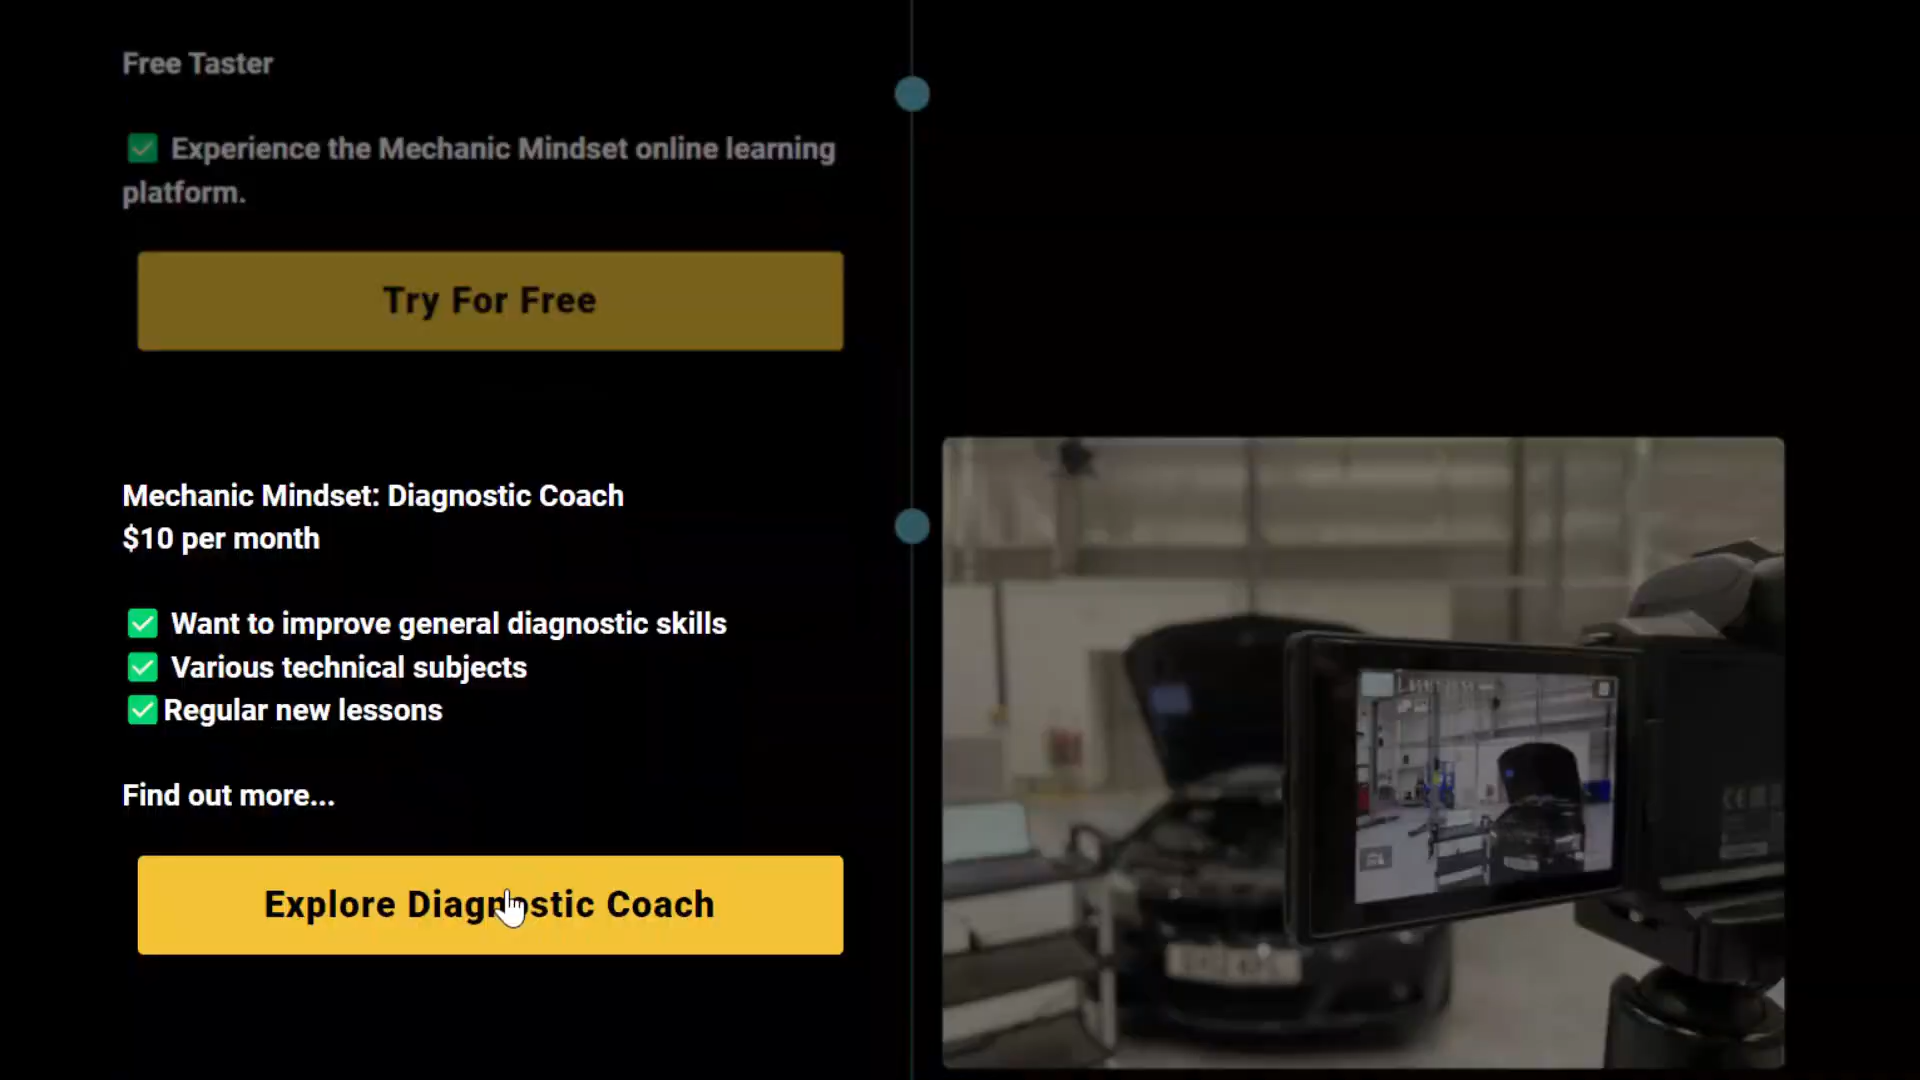 Free Taster
✅ Experience the Mechanic Mindset online learning
platform.
Try For Free
Mechanic Mindset: Diagnostic Coach
$10 per month
✅ Want to improve general diagnostic skills
✅ Various technical subjects
✅ Regular new lessons
Find out more...
Explore Diagnostic Coach